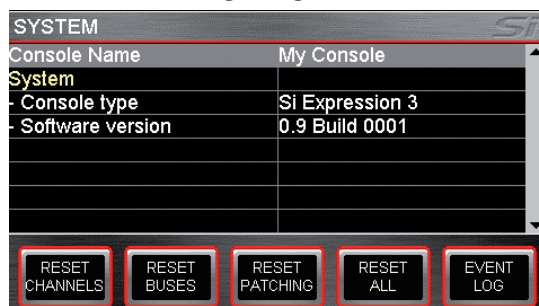 SYSTEM Si
Console Name My Console
System
- Console type Si Expression 3
- Software version 0.9 Build 0001
RESET CHANNELS
RESET BUSES
RESET PATCHING
RESET ALL
EVENT LOG